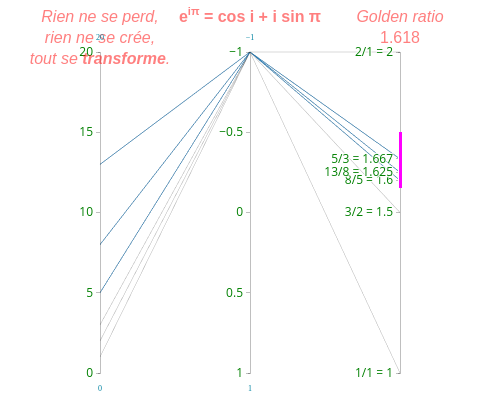 Rien ne se perd,
rien ne se crée,
tout se transforme.
e^iπ = cos i + i sin π
Golden ratio
1.618
20
20
15
10
5
0
0
−1
−1
−0.5
0
0.5
1
1
2/1 = 2
5/3 = 1.667
13/8 = 1.625
8/5 = 1.6
3/2 = 1.5
1/1 = 1